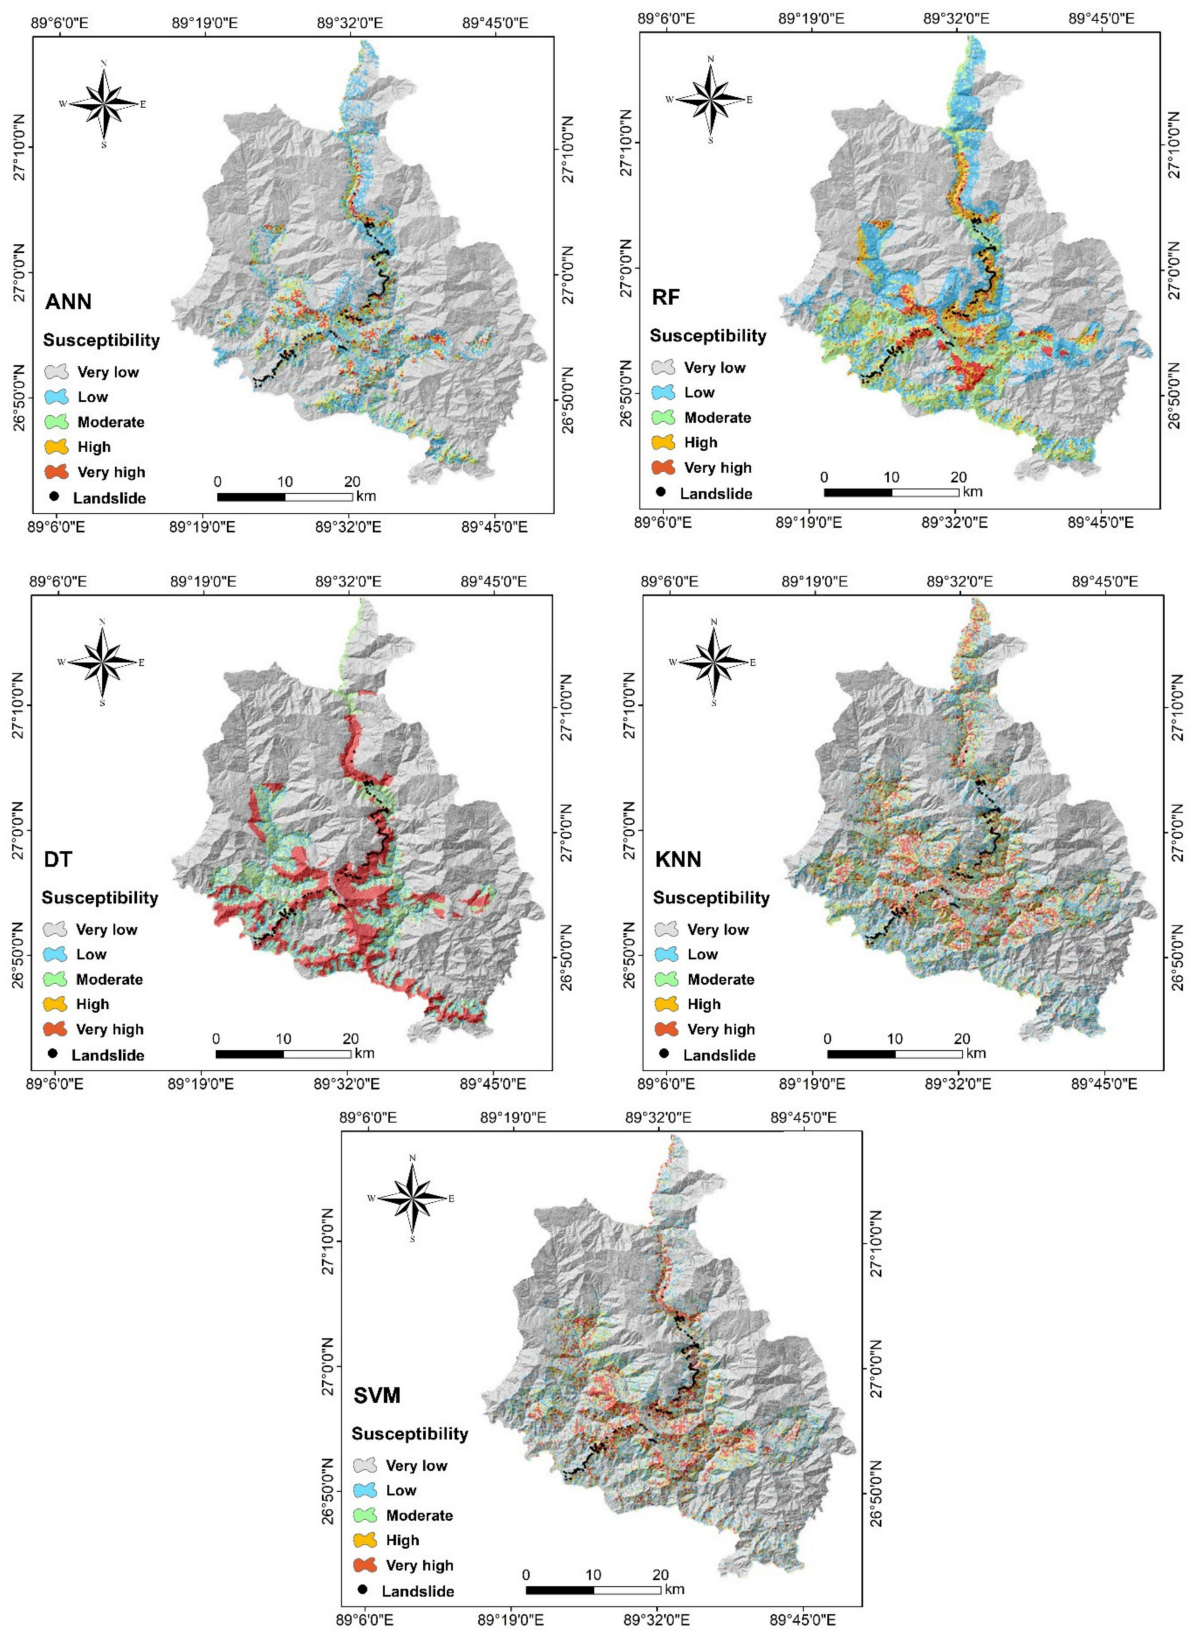 89°6'0"E 89°19'0"E 89°32'0"E 89°45'0"E
N
W E
S
27°10'0"N 27°10'0"N
27°0'0"N 27°0'0"N
26°50'0"N 26°50'0"N
ANN
Susceptibility
Very low
Low
Moderate
High
Very high
Landslide
0 10 20
km
89°6'0"E 89°19'0"E 89°32'0"E 89°45'0"E
89°6'0"E 89°19'0"E 89°32'0"E 89°45'0"E
N
W E
S
27°10'0"N 27°10'0"N
27°0'0"N 27°0'0"N
26°50'0"N 26°50'0"N
RF
Susceptibility
Very low
Low
Moderate
High
Very high
Landslide
0 10 20
km
89°6'0"E 89°19'0"E 89°32'0"E 89°45'0"E
89°6'0"E 89°19'0"E 89°32'0"E 89°45'0"E
N
W E
S
27°10'0"N 27°10'0"N
27°0'0"N 27°0'0"N
26°50'0"N 26°50'0"N
DT
Susceptibility
Very low
Low
Moderate
High
Very high
Landslide
0 10 20
km
89°6'0"E 89°19'0"E 89°32'0"E 89°45'0"E
89°6'0"E 89°19'0"E 89°32'0"E 89°45'0"E
N
W E
S
27°10'0"N 27°10'0"N
27°0'0"N 27°0'0"N
26°50'0"N 26°50'0"N
KNN
Susceptibility
Very low
Low
Moderate
High
Very high
Landslide
0 10 20
km
89°6'0"E 89°19'0"E 89°32'0"E 89°45'0"E
89°6'0"E 89°19'0"E 89°32'0"E 89°45'0"E
N
W E
S
27°10'0"N 27°10'0"N
27°0'0"N 27°0'0"N
26°50'0"N 26°50'0"N
SVM
Susceptibility
Very low
Low
Moderate
High
Very high
Landslide
0 10 20
km
89°6'0"E 89°19'0"E 89°32'0"E 89°45'0"E